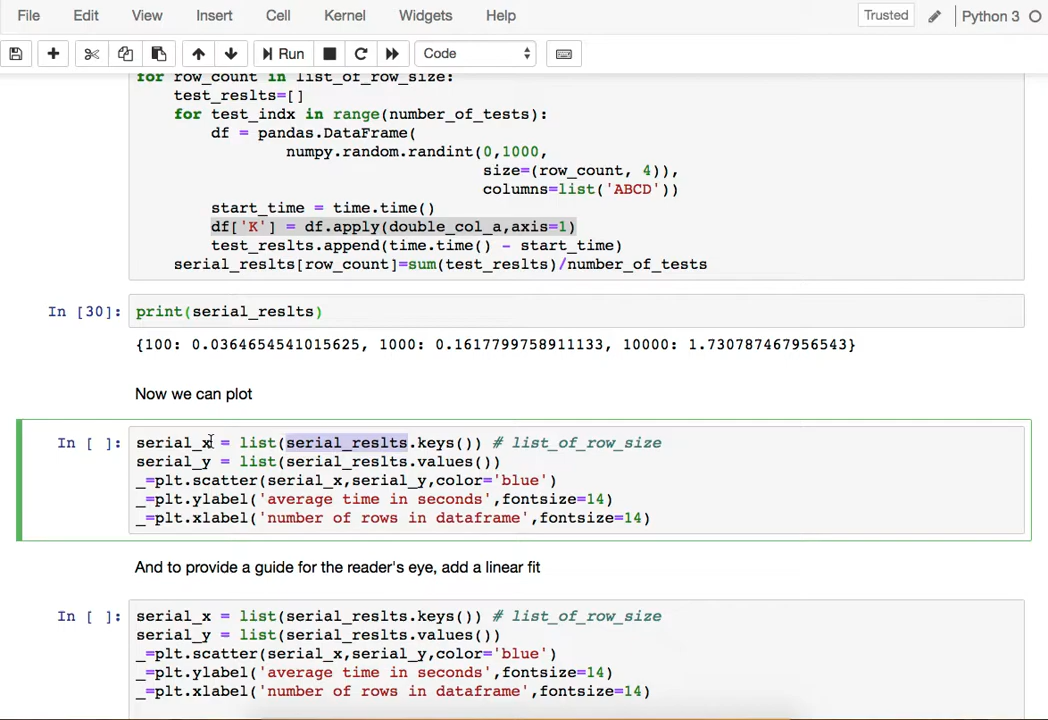 File Edit View Insert Cell Kernel Widgets Help Trusted Python 3
Run Code
for row_count in list_of_row_size:
test_reslts=[]
for test_indx in range(number_of_tests):
df = pandas.DataFrame(
numpy.random.randint(0,1000,
size=(row_count, 4)),
columns=list('ABCD'))
start_time = time.time()
df['K'] = df.apply(double_col_a,axis=1)
test_reslts.append(time.time() - start_time)
serial_reslts[row_count]=sum(test_reslts)/number_of_tests
In [30]: print(serial_reslts)
{100: 0.0364654541015625, 1000: 0.1617799758911133, 10000: 1.730787467956543}
Now we can plot
In [ ]: serial_x = list(serial_reslts.keys()) # list_of_row_size
serial_y = list(serial_reslts.values())
_=plt.scatter(serial_x,serial_y,color='blue')
_=plt.ylabel('average time in seconds',fontsize=14)
_=plt.xlabel('number of rows in dataframe',fontsize=14)
And to provide a guide for the reader's eye, add a linear fit
In [ ]: serial_x = list(serial_reslts.keys()) # list_of_row_size
serial_y = list(serial_reslts.values())
_=plt.scatter(serial_x,serial_y,color='blue')
_=plt.ylabel('average time in seconds',fontsize=14)
_=plt.xlabel('number of rows in dataframe',fontsize=14)